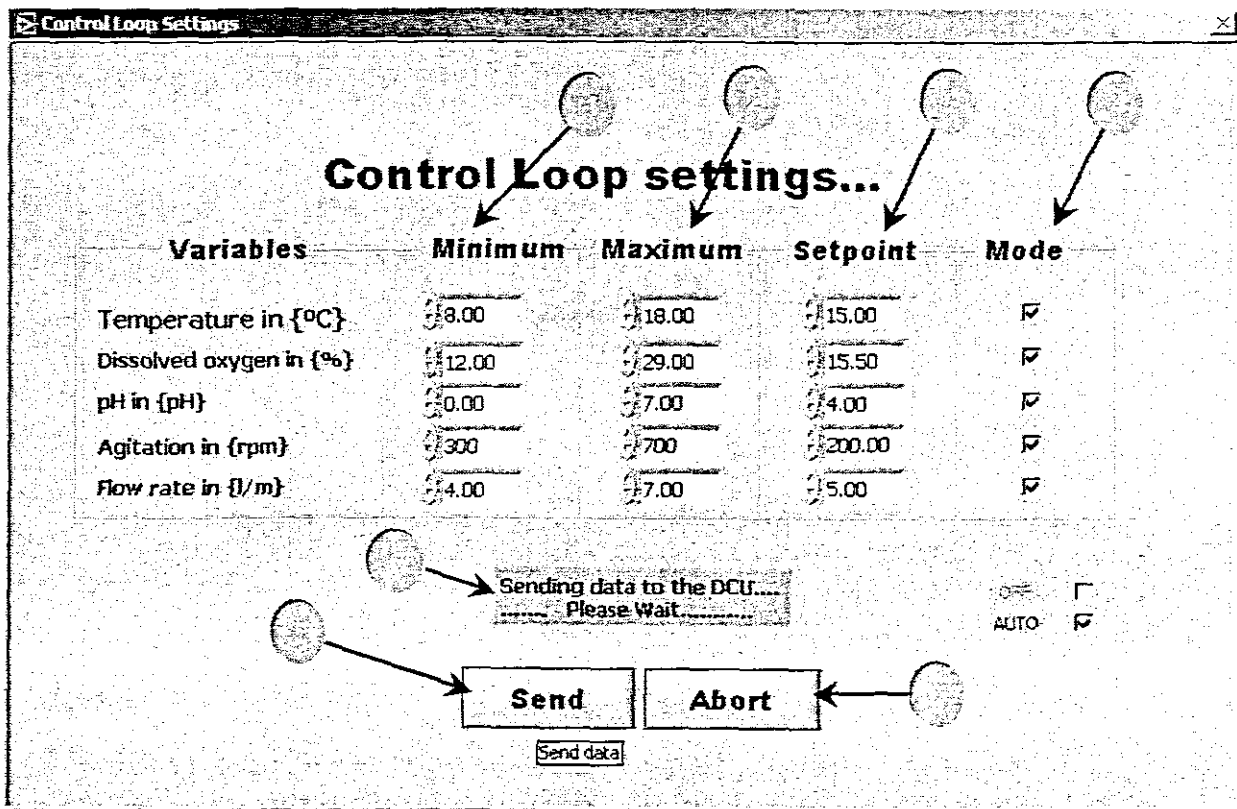 Control Loop Settings
Control Loop settings...
Variables Minimum Maximum Setpoint Mode
Temperature in {ºC} 8.00 18.00 15.00
Dissolved oxygen in {%} 12.00 29.00 15.50
pH in {pH} 0.00 7.00 4.00
Agitation in {rpm} 300 700 200.00
Flow rate in {l/m} 4.00 7.00 5.00
Sending data to the DCU....
....... Please Wait...........
OFF
AUTO
Send Abort
Send data